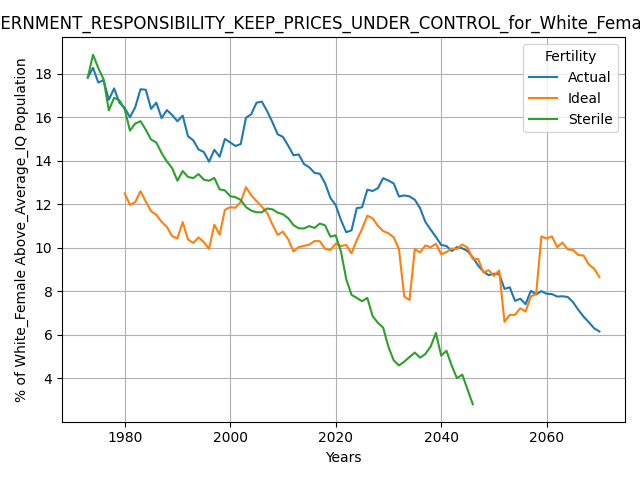 ERNMENT_RESPONSIBILITY_KEEP_PRICES_UNDER_CONTROL_for_White_Fema
Fertility
Actual
Ideal
Sterile
% of White_Female Above_Average_IQ Population
18
16
14
12
10
8
6
4
1980 2000 2020 2040 2060
Years